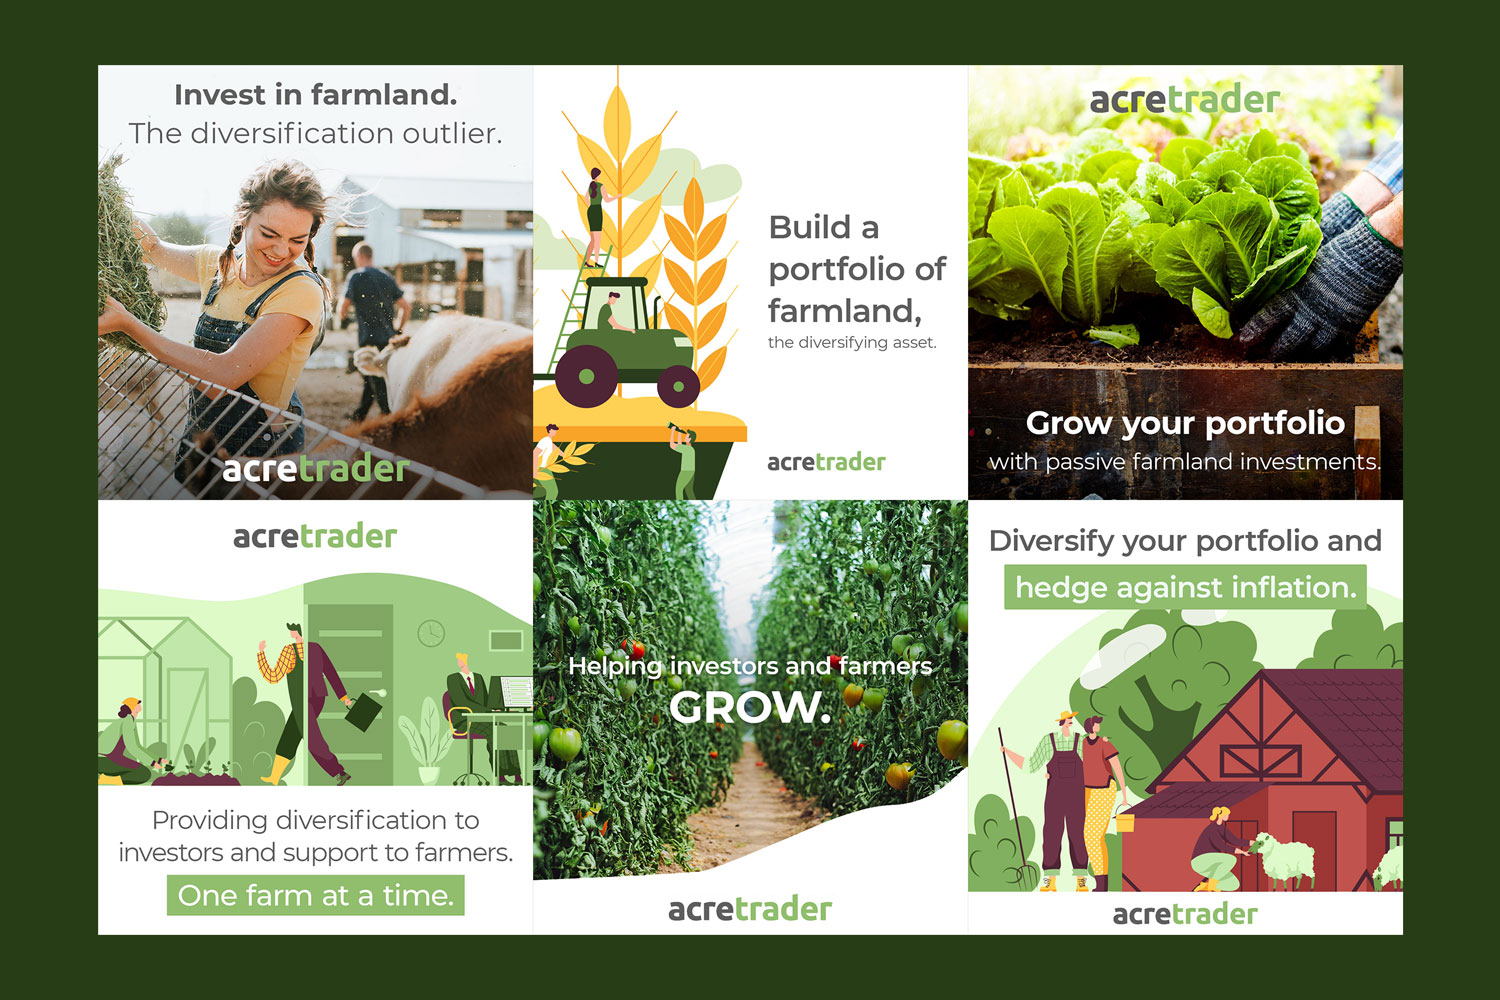 Invest in farmland.
The diversification outlier.
acretrader
Build a
portfolio of
farmland,
the diversifying asset.
acretrader
acretrader
Grow your portfolio
with passive farmland investments.
acretrader
Providing diversification to
investors and support to farmers.
One farm at a time.
Helping investors and farmers
GROW.
acretrader
Diversify your portfolio and
hedge against inflation.
acretrader